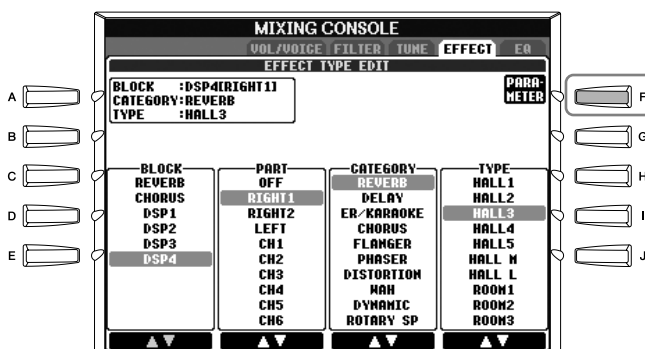 MIXING CONSOLE
VOL/VOICE FILTER TUNE EFFECT EQ
EFFECT TYPE EDIT
BLOCK :DSP4[RIGHT1]
CATEGORY:REVERB
TYPE :HALL3
PARA-
METER
A
B
C
D
E
F
G
H
I
J
BLOCK
REVERB
CHORUS
DSP1
DSP2
DSP3
DSP4
PART
OFF
RIGHT1
RIGHT2
LEFT
CH1
CH2
CH3
CH4
CH5
CH6
CATEGORY
REVERB
DELAY
ER/KARAOKE
CHORUS
FLANGER
PHASER
DISTORTION
WAH
DYNAMIC
ROTARY SP
TYPE
HALL1
HALL2
HALL3
HALL4
HALL5
HALL M
HALL L
ROOM1
ROOM2
ROOM3